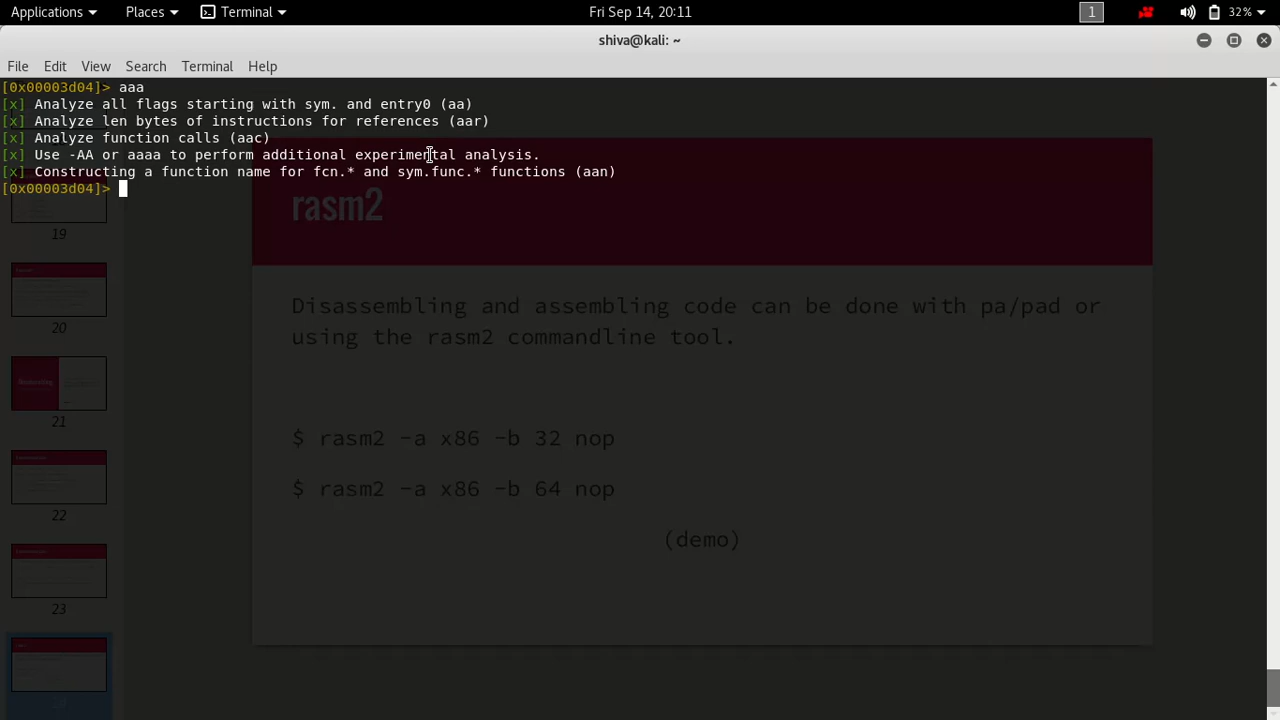 Applications Places Terminal Fri Sep 14, 20:11 1 32%
shiva@kali: ~
File Edit View Search Terminal Help
[0x00003d04]> aaa
[x] Analyze all flags starting with sym. and entry0 (aa)
[x] Analyze len bytes of instructions for references (aar)
[x] Analyze function calls (aac)
[x] Use -AA or aaaa to perform additional experimental analysis.
[x] Constructing a function name for fcn.* and sym.func.* functions (aan)
[0x00003d04]>
rasm2
19
Disassembling and assembling code can be done with pa/pad or
using the rasm2 commandline tool.
20
21
$ rasm2 -a x86 -b 32 nop
$ rasm2 -a x86 -b 64 nop
22
(demo)
23